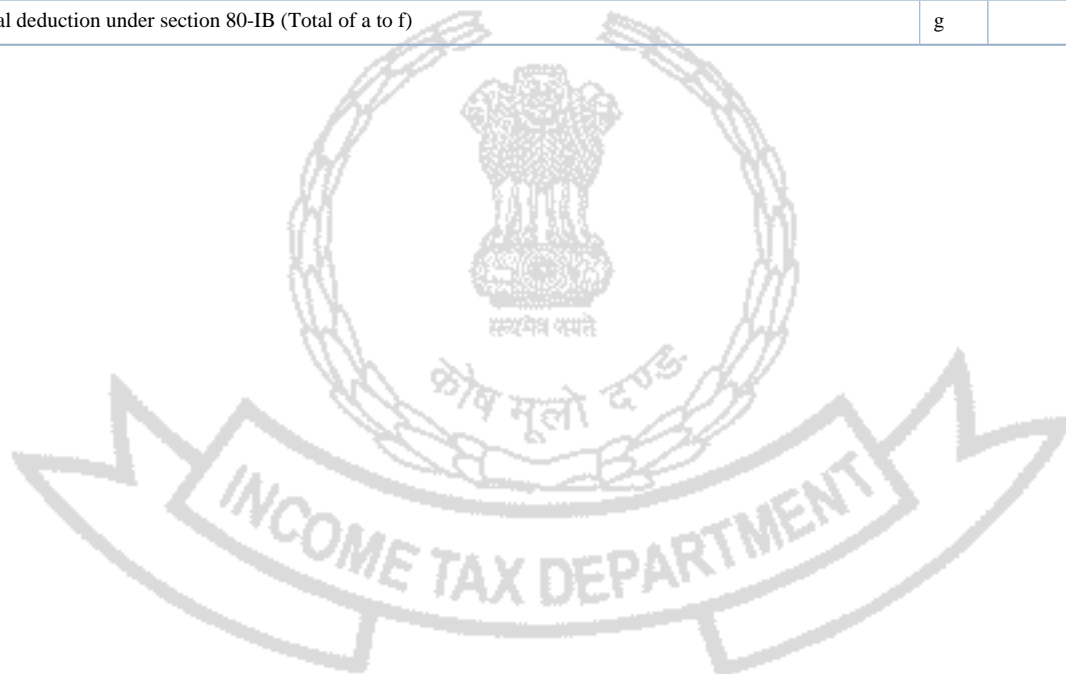 al deduction under section 80-IB (Total of a to f) g
सत्यमेव जयते
कोष मूलो दण्डः
INCOME TAX DEPARTMENT